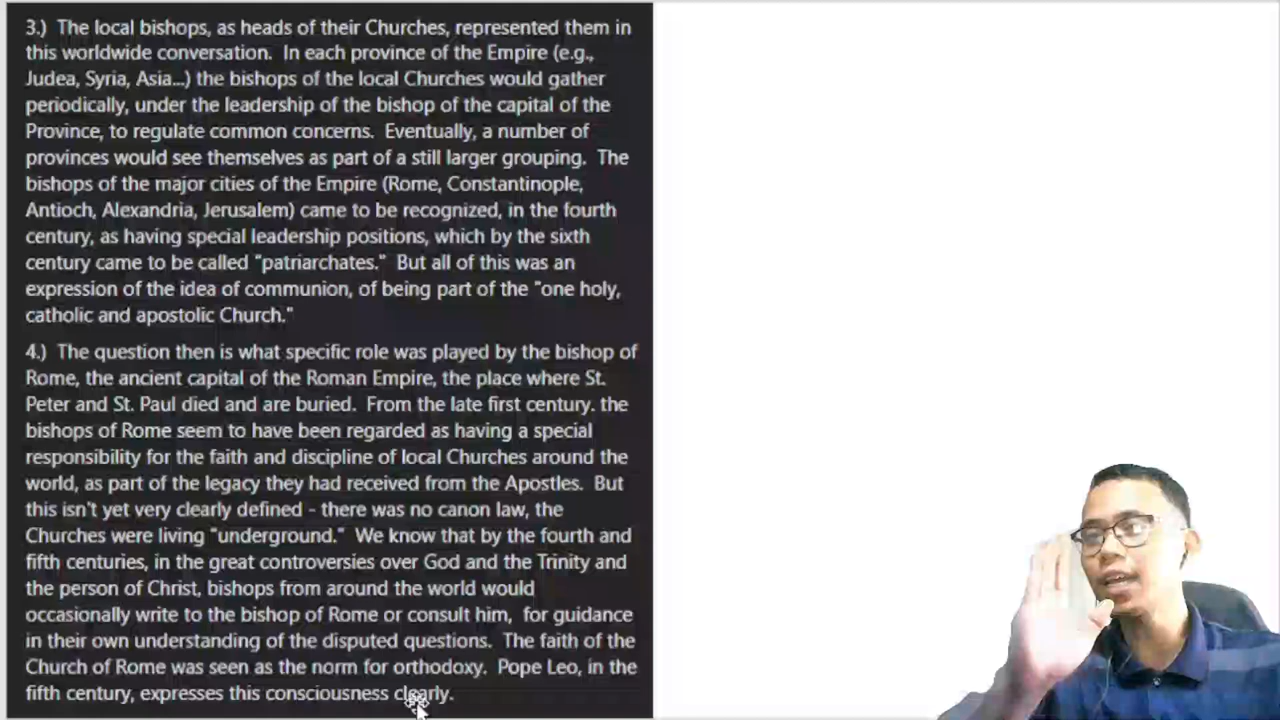 3.)  The local bishops, as heads of their Churches, represented them in
this worldwide conversation.  In each province of the Empire (e.g.,
Judea, Syria, Asia...) the bishops of the local Churches would gather
periodically, under the leadership of the bishop of the capital of the
Province, to regulate common concerns.  Eventually, a number of
provinces would see themselves as part of a still larger grouping.  The
bishops of the major cities of the Empire (Rome, Constantinople,
Antioch, Alexandria, Jerusalem) came to be recognized, in the fourth
century, as having special leadership positions, which by the sixth
century came to be called "patriarchates."  But all of this was an
expression of the idea of communion, of being part of the "one holy,
catholic and apostolic Church."
4.)  The question then is what specific role was played by the bishop of
Rome, the ancient capital of the Roman Empire, the place where St.
Peter and St. Paul died and are buried.  From the late first century. the
bishops of Rome seem to have been regarded as having a special
responsibility for the faith and discipline of local Churches around the
world, as part of the legacy they had received from the Apostles.  But
this isn't yet very clearly defined - there was no canon law, the
Churches were living "underground."  We know that by the fourth and
fifth centuries, in the great controversies over God and the Trinity and
the person of Christ, bishops from around the world would
occasionally write to the bishop of Rome or consult him,  for guidance
in their own understanding of the disputed questions.  The faith of the
Church of Rome was seen as the norm for orthodoxy.  Pope Leo, in the
fifth century, expresses this consciousness clearly.